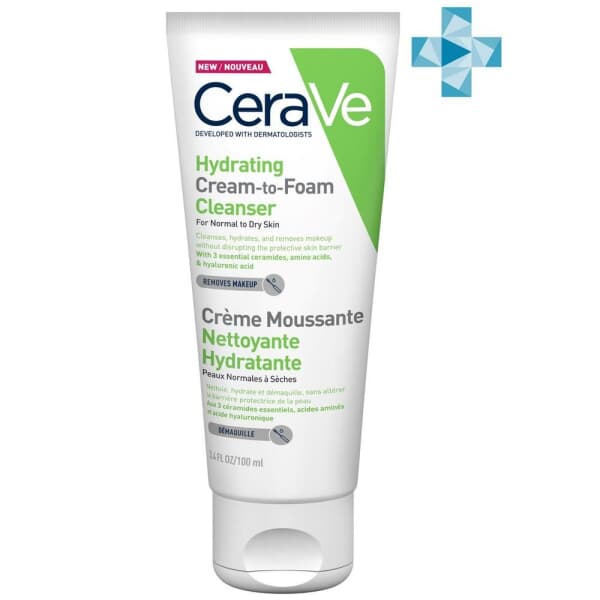 NEW / NOUVEAU
CeraVe
DEVELOPED WITH DERMATOLOGISTS
Hydrating
Cream-to-Foam
Cleanser
For Normal to Dry Skin
Cleanses, hydrates, and removes makeup
without disrupting the protective skin barrier
With 3 essential ceramides, amino acids,
& hyaluronic acid
REMOVES MAKEUP
Crème Moussante
Nettoyante
Hydratante
Peaux Normales à Sèches
Nettoie, hydrate et démaquille, sans altérer
la barrière protectrice de la peau
Aux 3 céramides essentiels, acides aminés
et acide hyaluronique
DÉMAQUILLE
3.4 FL OZ/100 ml